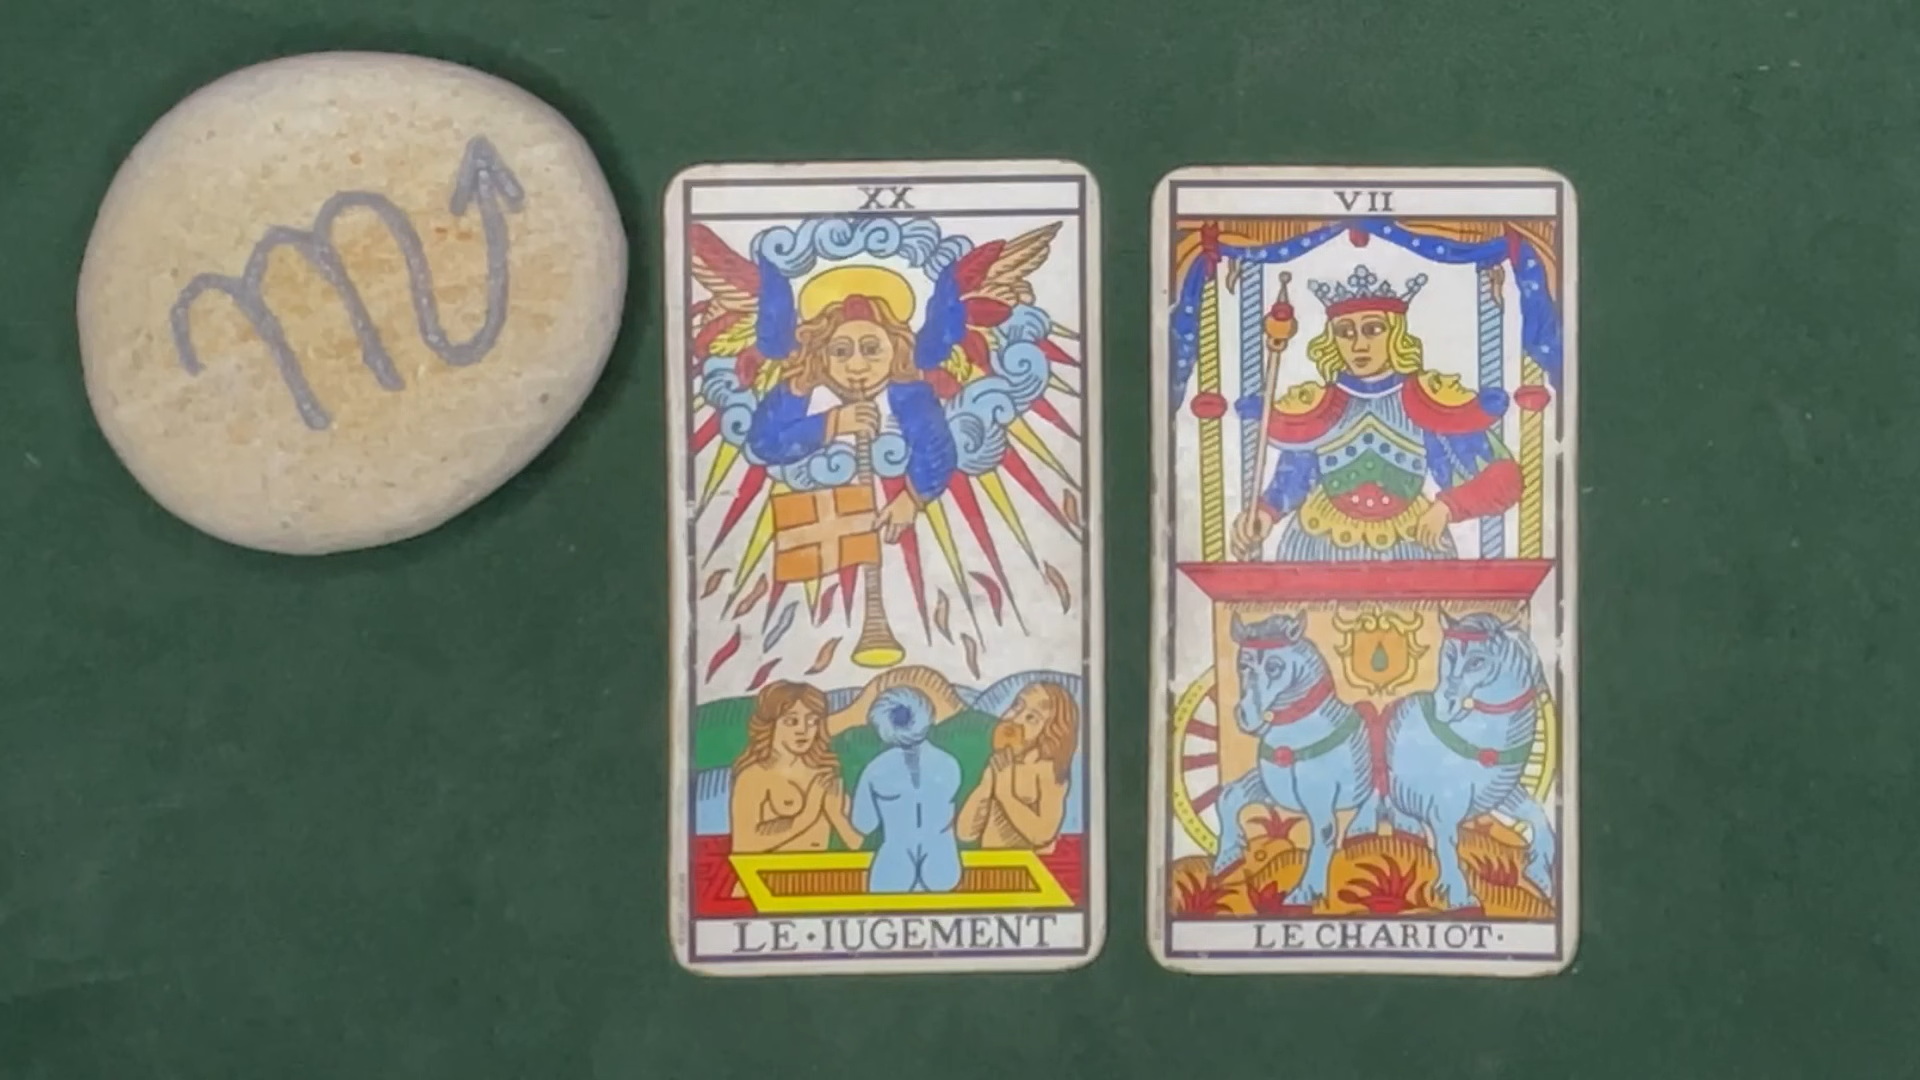 ♏
XX
LE·IUGEMENT
VII
LE CHARIOT·